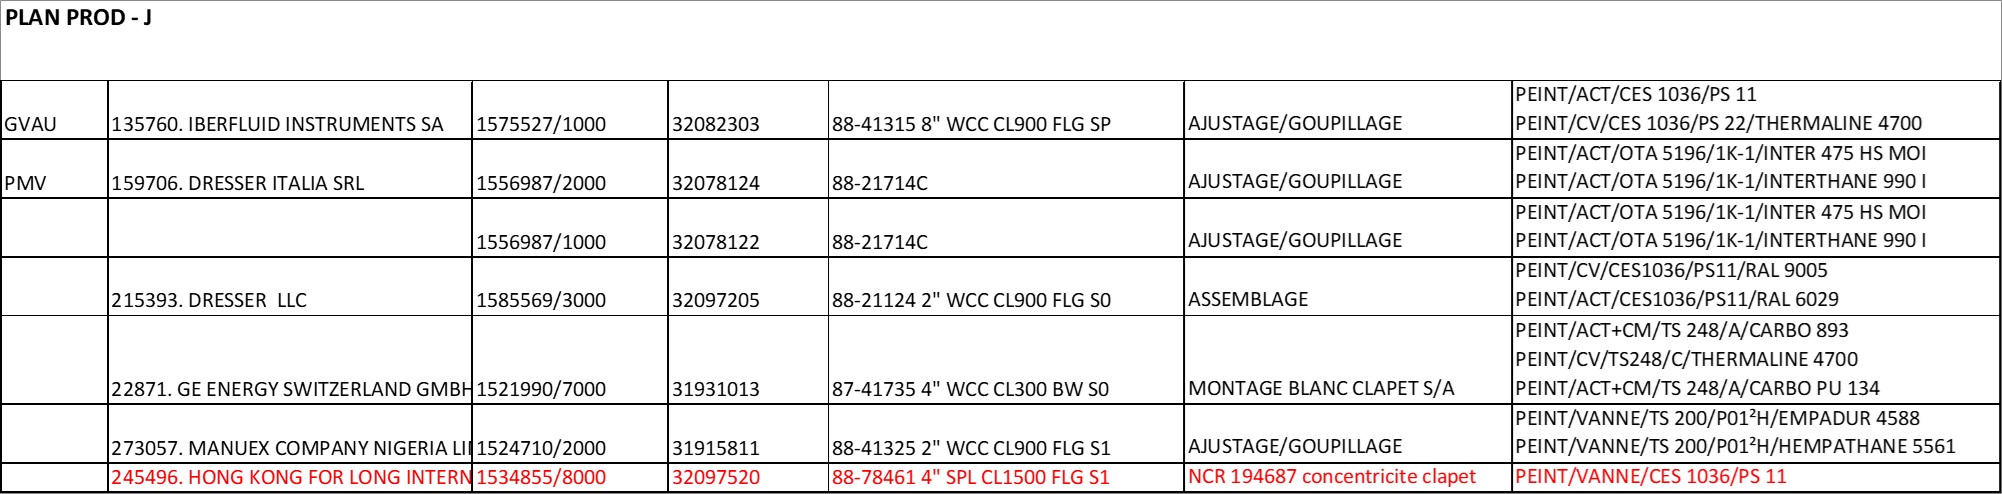 PLAN PROD - J
GVAU 135760. IBERFLUID INSTRUMENTS SA 1575527/1000 32082303 88-41315 8" WCC CL900 FLG SP AJUSTAGE/GOUPILLAGE PEINT/ACT/CES 1036/PS 11
PEINT/CV/CES 1036/PS 22/THERMALINE 4700
PMV 159706. DRESSER ITALIA SRL 1556987/2000 32078124 88-21714C AJUSTAGE/GOUPILLAGE PEINT/ACT/OTA 5196/1K-1/INTER 475 HS MOI
PEINT/ACT/OTA 5196/1K-1/INTERTHANE 990 I
1556987/1000 32078122 88-21714C AJUSTAGE/GOUPILLAGE PEINT/ACT/OTA 5196/1K-1/INTER 475 HS MOI
PEINT/ACT/OTA 5196/1K-1/INTERTHANE 990 I
215393. DRESSER  LLC 1585569/3000 32097205 88-21124 2" WCC CL900 FLG S0 ASSEMBLAGE PEINT/CV/CES1036/PS11/RAL 9005
PEINT/ACT/CES1036/PS11/RAL 6029
22871. GE ENERGY SWITZERLAND GMBH 1521990/7000 31931013 87-41735 4" WCC CL300 BW S0 MONTAGE BLANC CLAPET S/A PEINT/ACT+CM/TS 248/A/CARBO 893
PEINT/CV/TS248/C/THERMALINE 4700
PEINT/ACT+CM/TS 248/A/CARBO PU 134
273057. MANUEX COMPANY NIGERIA LI 1524710/2000 31915811 88-41325 2" WCC CL900 FLG S1 AJUSTAGE/GOUPILLAGE PEINT/VANNE/TS 200/P01²H/EMPADUR 4588
PEINT/VANNE/TS 200/P01²H/HEMPATHANE 5561
245496. HONG KONG FOR LONG INTERN 1534855/8000 32097520 88-78461 4" SPL CL1500 FLG S1 NCR 194687 concentricite clapet PEINT/VANNE/CES 1036/PS 11